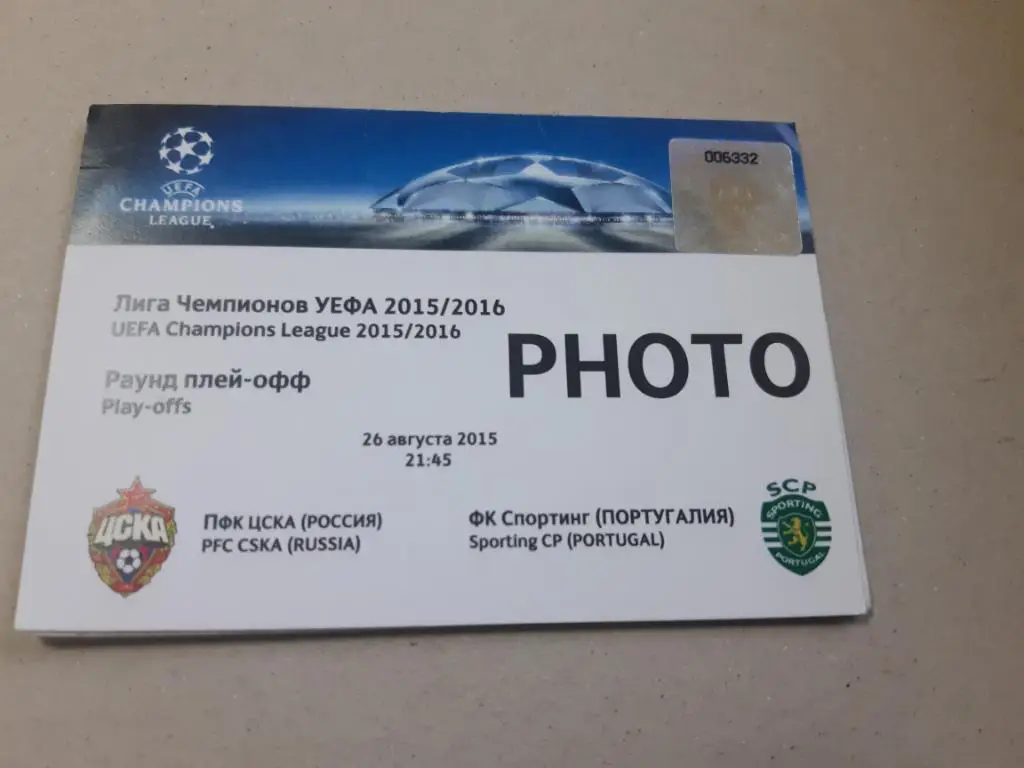 006332
UEFA
CHAMPIONS
LEAGUE
Лига Чемпионов УЕФА 2015/2016
UEFA Champions League 2015/2016
PHOTO
Раунд плей-офф
Play-offs
26 августа 2015
21:45
ЦСКА
ПФК ЦСКА (РОССИЯ)
PFC CSKA (RUSSIA)
ФК Спортинг (ПОРТУГАЛИЯ)
Sporting CP (PORTUGAL)
SCP
SPORTING
PORTUGAL